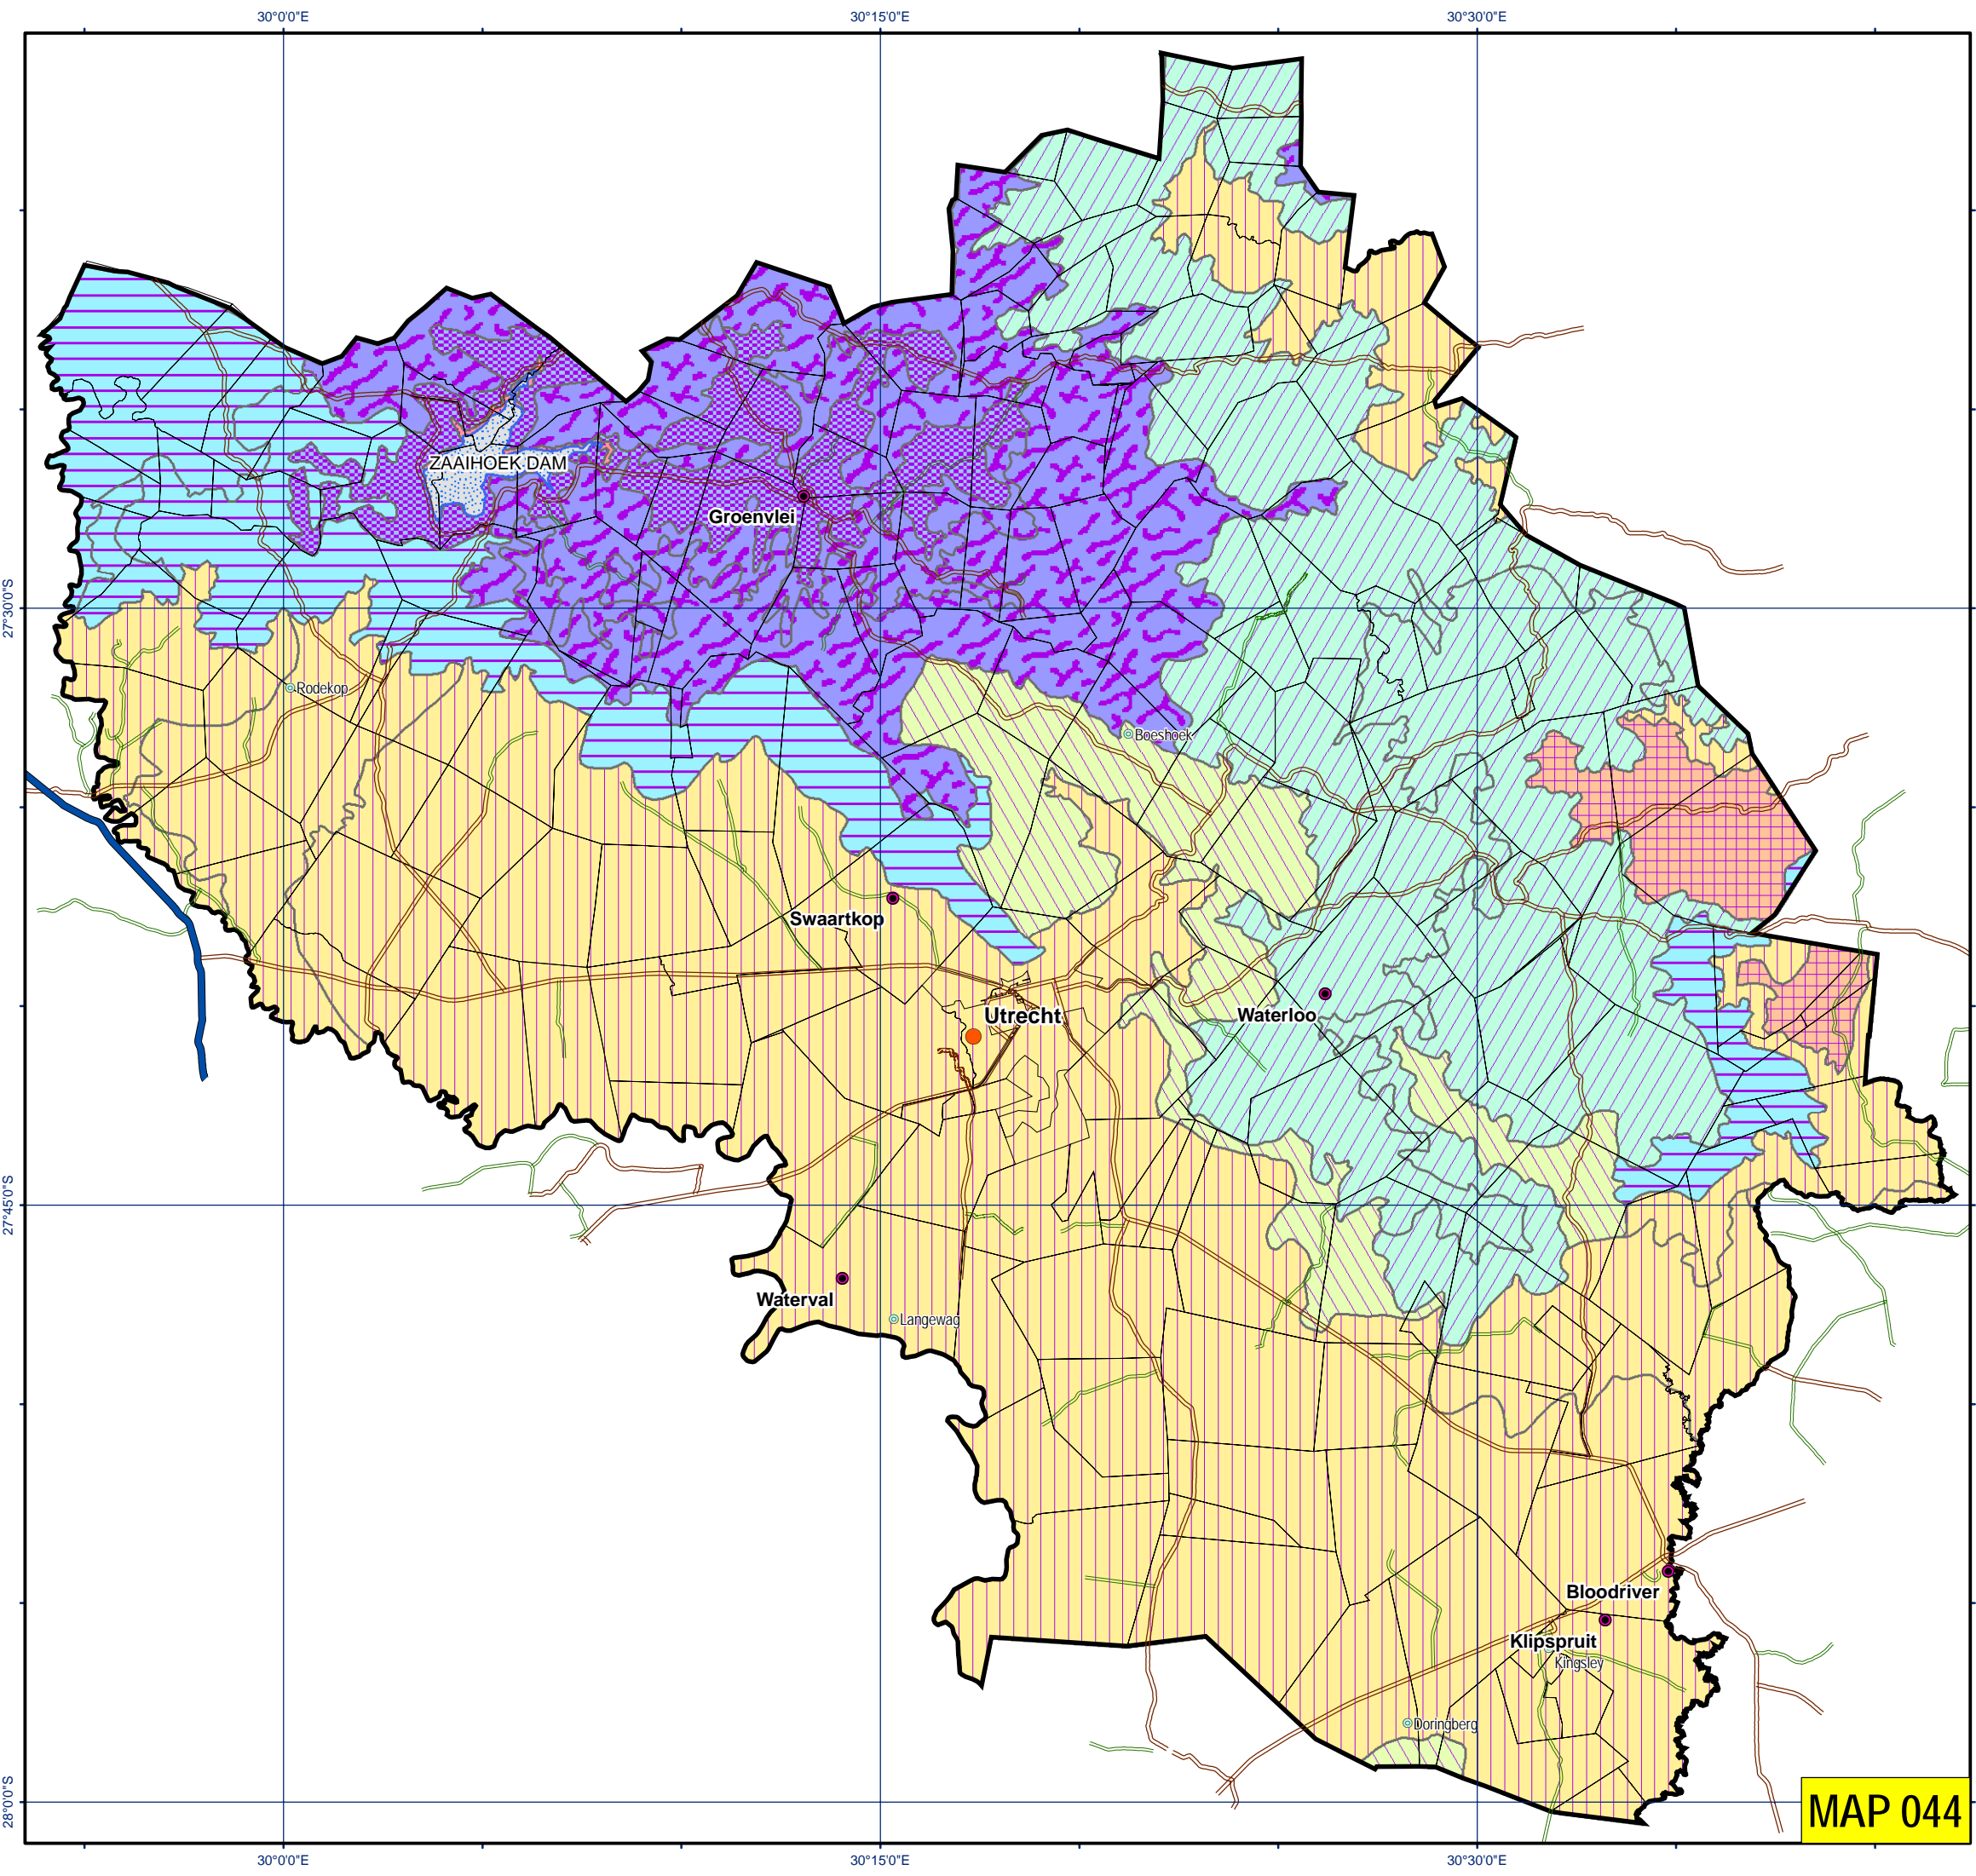 30°0'0"E
30°15'0"E
30°30'0"E
ZAAIHOEK DAM
Groenvlei
27°30'0"S
Rodekop
Boeshoek
Swaartkop
Utrecht
Waterloo
27°45'0"S
Waterval
Langewag
Bloodriver
Klipspruit
Kingsley
Doringberg
28°0'0"S
MAP 044
30°0'0"E
30°15'0"E
30°30'0"E